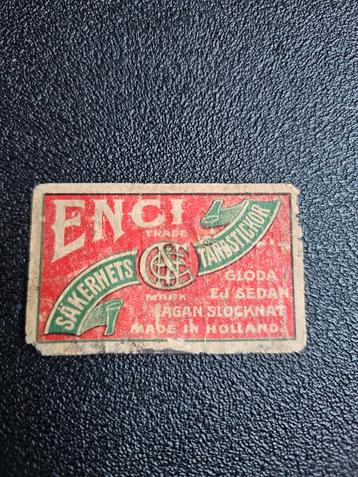 ENCI
TRADE
SÄKERHETS TÄNDSTICKOR
MARK
GLÖDA
EJ SEDAN
LÅGAN SLOCKNAT
MADE IN HOLLAND.